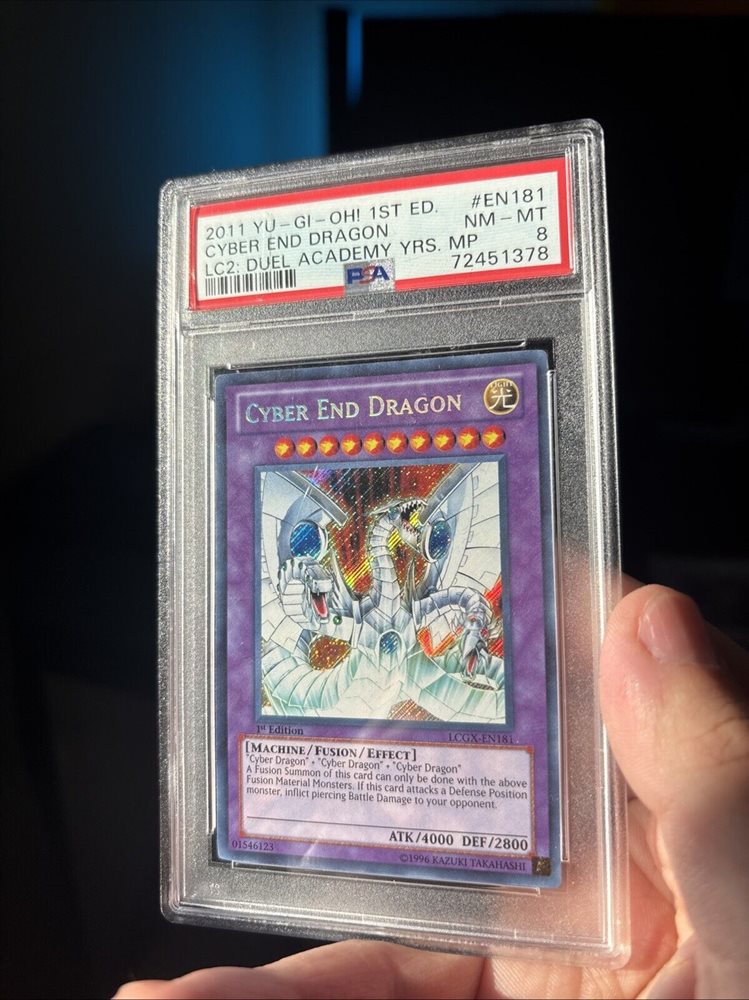 2011 YU-GI-OH! 1ST ED. #EN181
CYBER END DRAGON NM-MT
LC2: DUEL ACADEMY YRS. MP 8
PSA 72451378
CYBER END DRAGON
LIGHT
光
1st Edition LCGX-EN181
[MACHINE/FUSION/EFFECT]
"Cyber Dragon" + "Cyber Dragon" + "Cyber Dragon"
A Fusion Summon of this card can only be done with the above
Fusion Material Monsters. If this card attacks a Defense Position
monster, inflict piercing Battle Damage to your opponent.
ATK/4000 DEF/2800
01546123 ©1996 KAZUKI TAKAHASHI